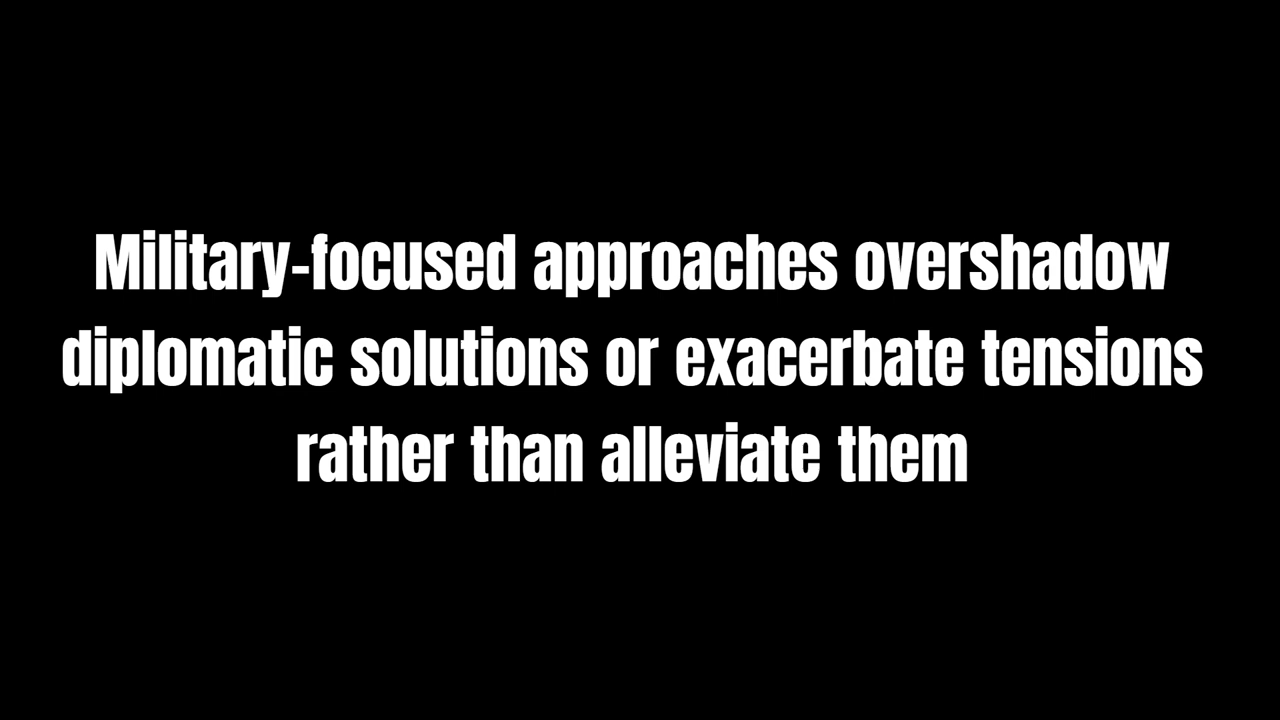 Military-focused approaches overshadow
diplomatic solutions or exacerbate tensions
rather than alleviate them